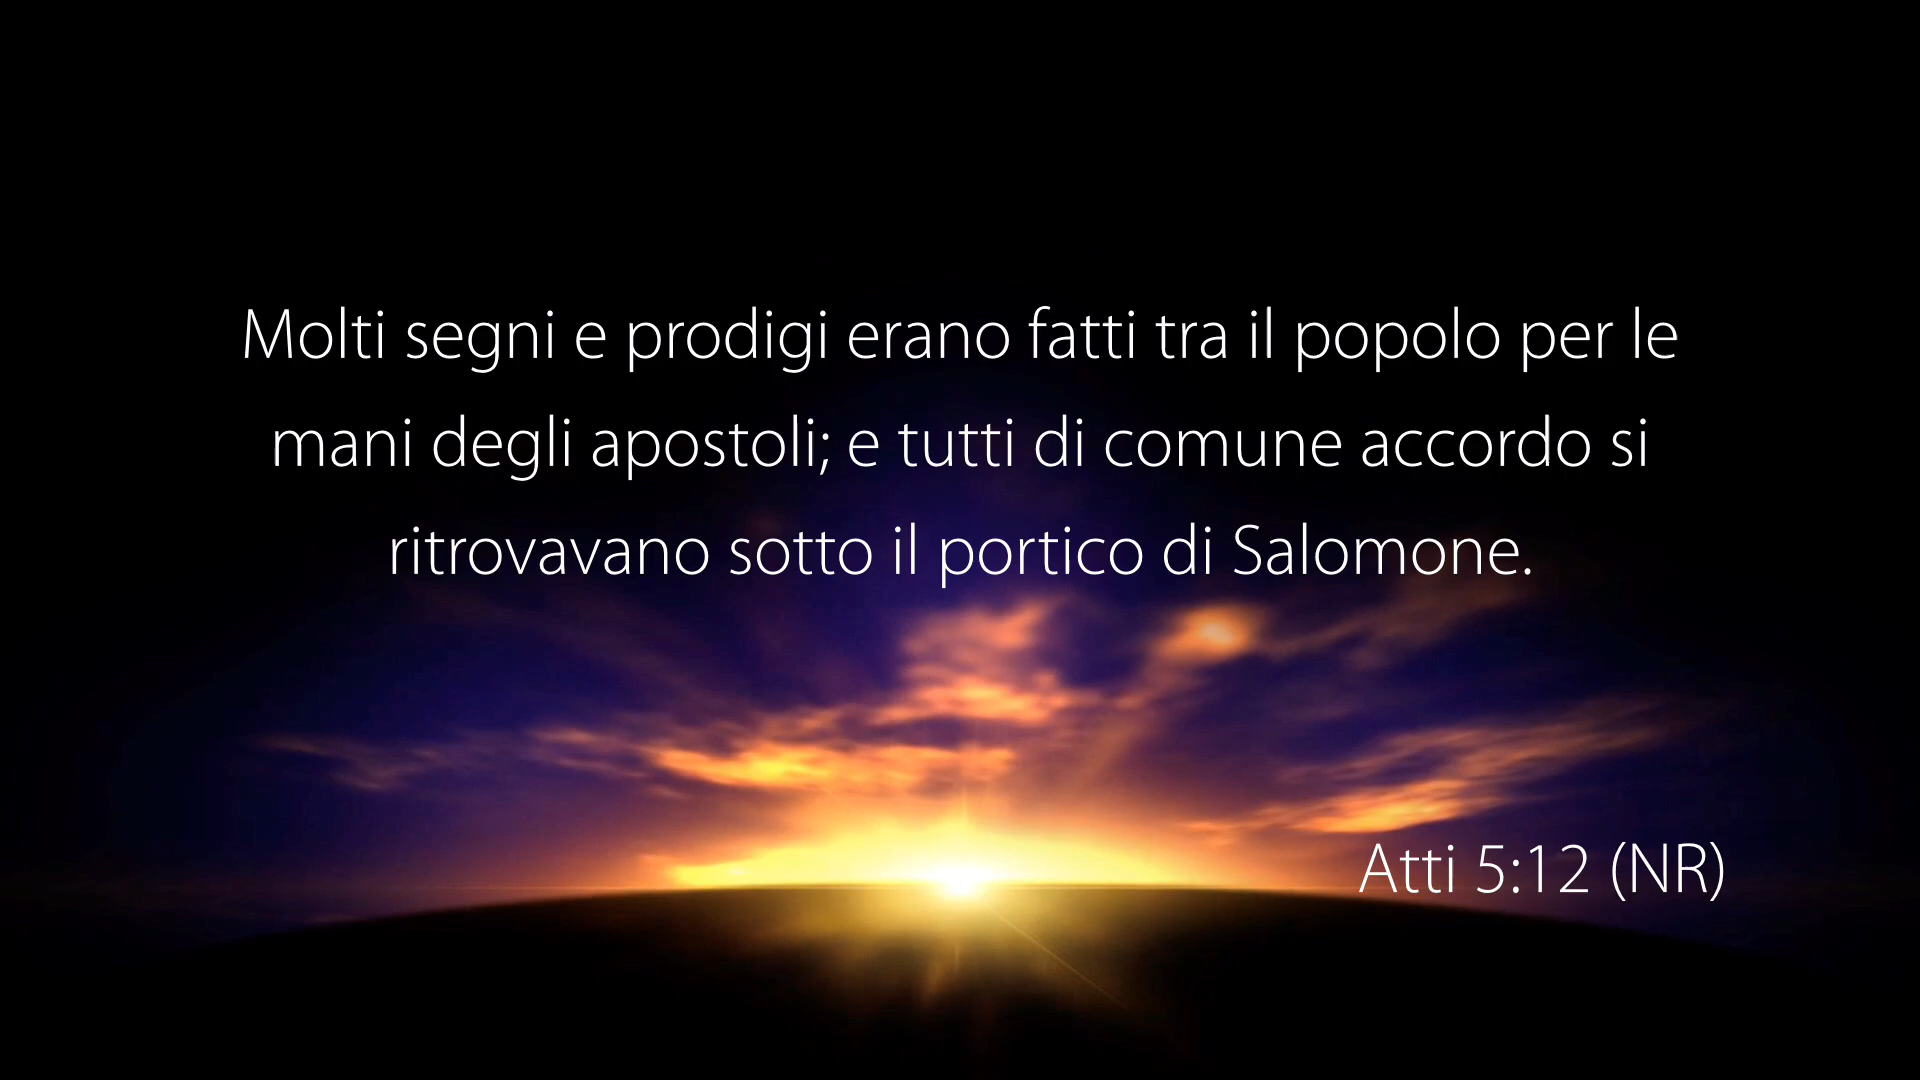 Molti segni e prodigi erano fatti tra il popolo per le
mani degli apostoli; e tutti di comune accordo si
ritrovavano sotto il portico di Salomone.
Atti 5:12 (NR)